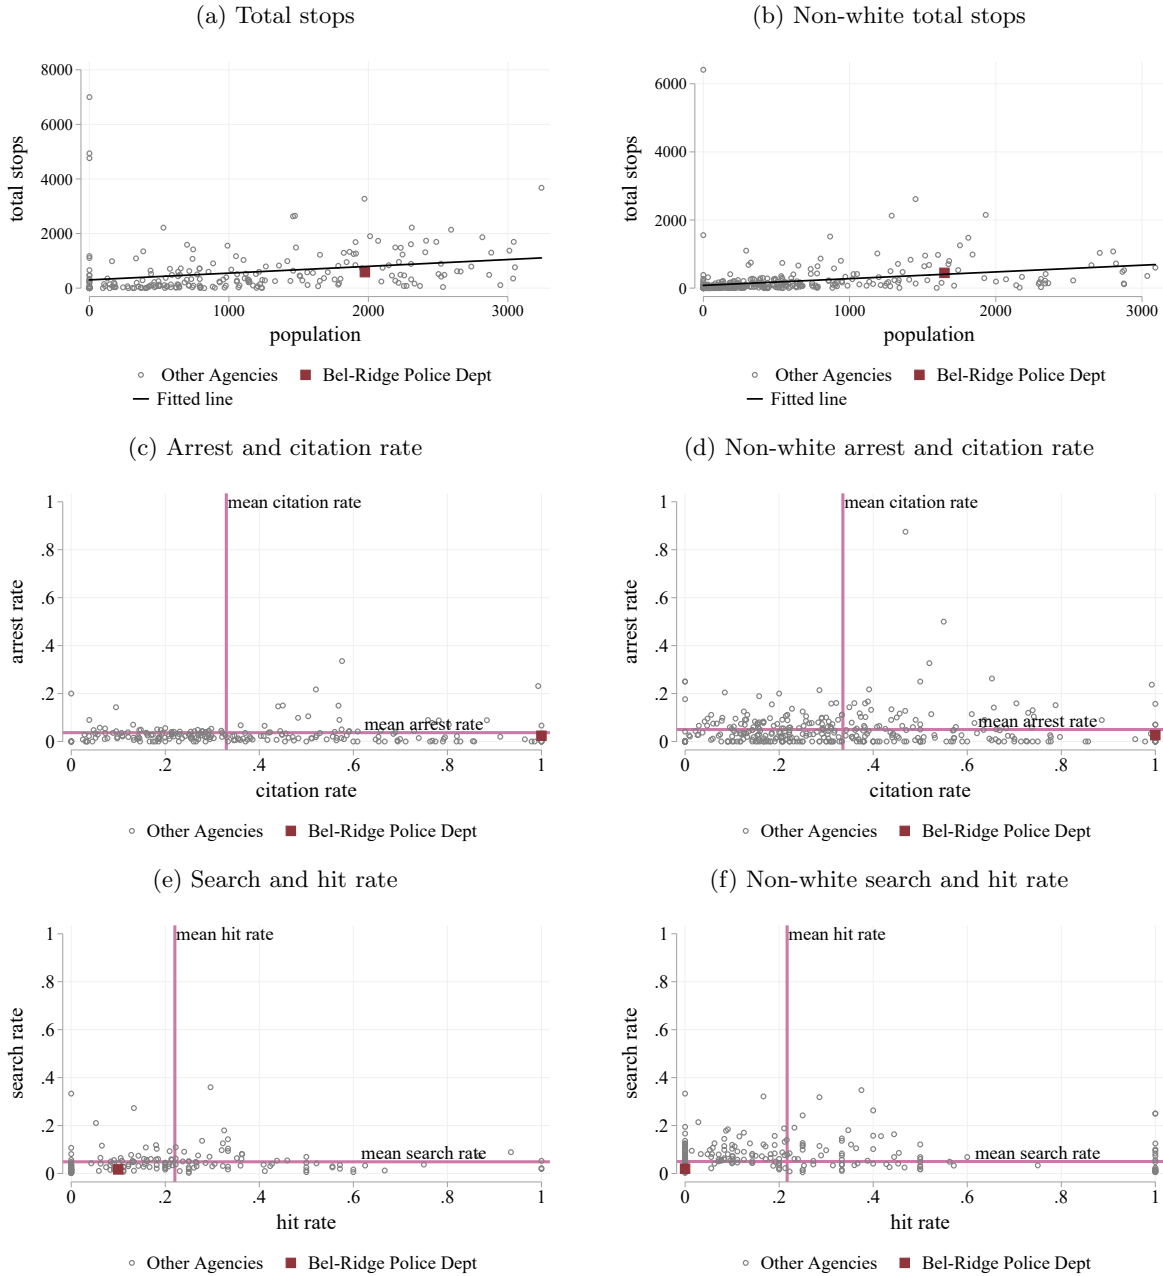 (a) Total stops
8000
6000
4000
2000
0
total stops
0 1000 2000 3000
population
Other Agencies Bel-Ridge Police Dept
Fitted line
(b) Non-white total stops
6000
4000
2000
0
total stops
0 1000 2000 3000
population
Other Agencies Bel-Ridge Police Dept
Fitted line
(c) Arrest and citation rate
mean citation rate
1
.8
.6
.4
.2
0
arrest rate
mean arrest rate
0 .2 .4 .6 .8 1
citation rate
Other Agencies Bel-Ridge Police Dept
(d) Non-white arrest and citation rate
mean citation rate
1
.8
.6
.4
.2
0
arrest rate
mean arrest rate
0 .2 .4 .6 .8 1
citation rate
Other Agencies Bel-Ridge Police Dept
(e) Search and hit rate
mean hit rate
1
.8
.6
.4
.2
0
search rate
mean search rate
0 .2 .4 .6 .8 1
hit rate
Other Agencies Bel-Ridge Police Dept
(f) Non-white search and hit rate
mean hit rate
1
.8
.6
.4
.2
0
search rate
mean search rate
0 .2 .4 .6 .8 1
hit rate
Other Agencies Bel-Ridge Police Dept